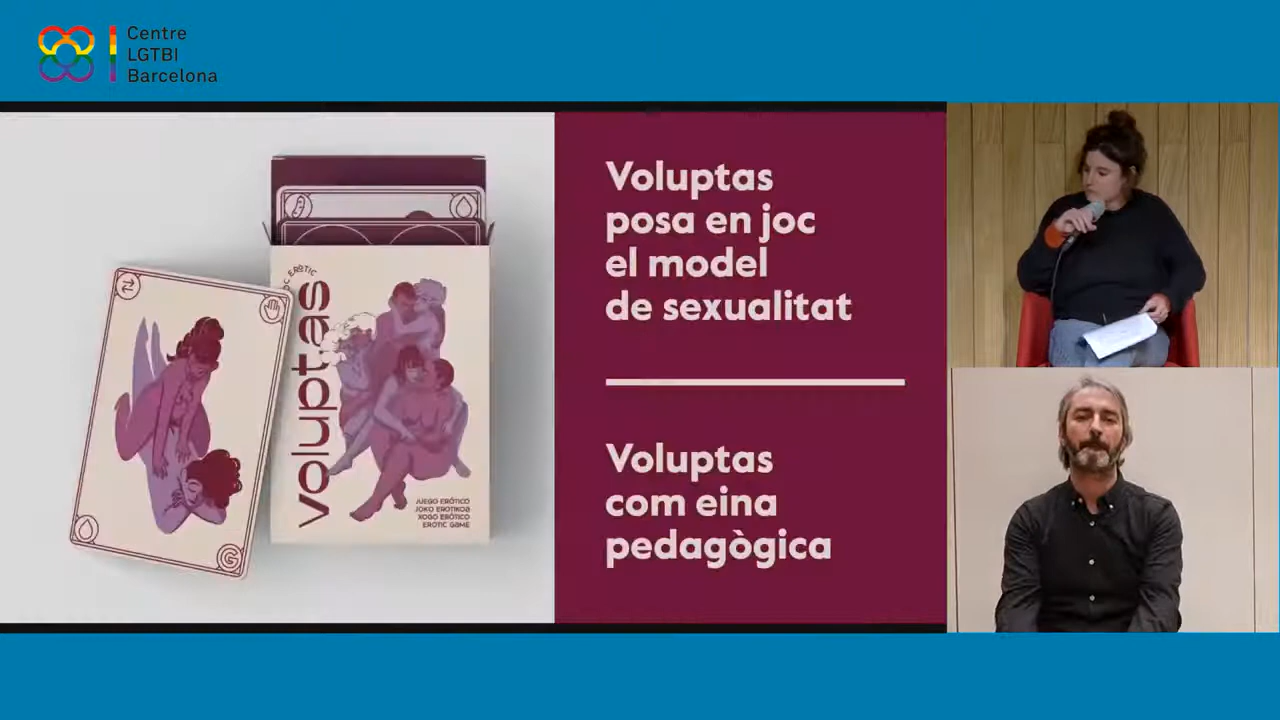 Centre
LGTBI
Barcelona
JOC ERÒTIC
voluptas
JUEGO ERÓTICO
JOKO EROTIKOA
XOGO ERÓTICO
EROTIC GAME
G
Voluptas
posa en joc
el model
de sexualitat
Voluptas
com eina
pedagògica